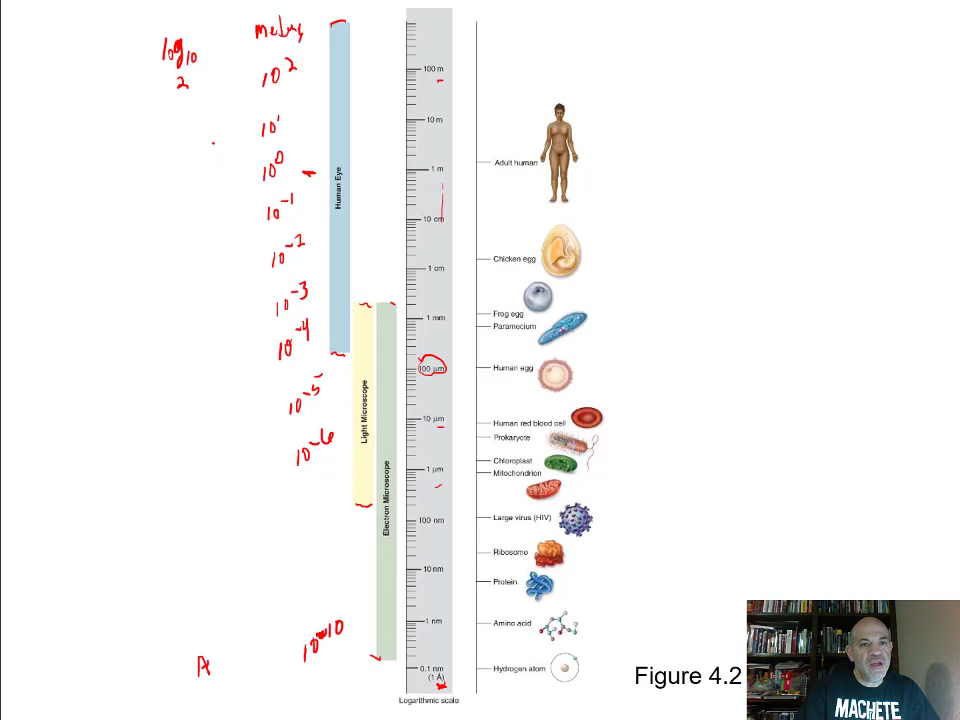 log10
meters
2
10^2
10^1
10^0
10^-1
10^-2
10^-3
10^-4
10^-5
10^-6
10^-10
Human Eye
Light Microscope
Electron Microscope
100 m
10 m
1 m
10 cm
1 cm
1 mm
100 µm
10 µm
1 µm
100 nm
10 nm
1 nm
0.1 nm
(1 Å)
Logarithmic scale
Adult human
Chicken egg
Frog egg
Paramecium
Human egg
Human red blood cell
Prokaryote
Chloroplast
Mitochondrion
Large virus (HIV)
Ribosome
Protein
Amino acid
Hydrogen atom
Figure 4.2
MACHETE